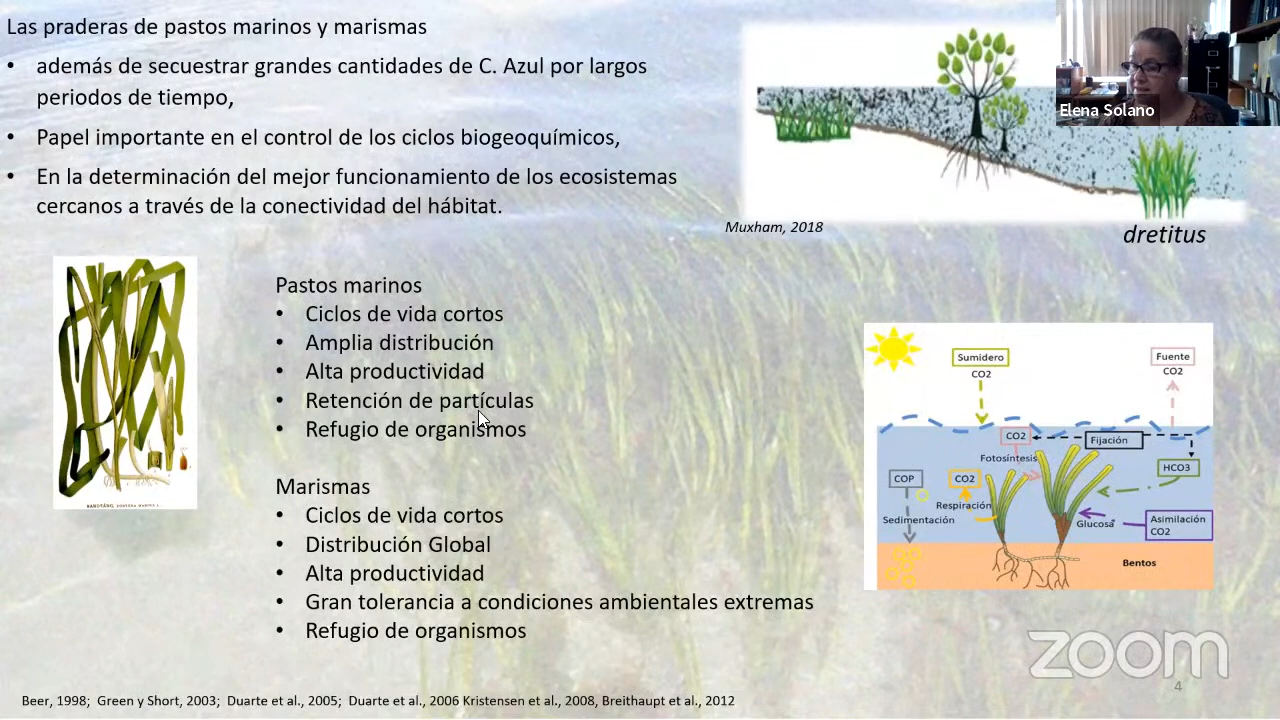 Las praderas de pastos marinos y marismas
• además de secuestrar grandes cantidades de C. Azul por largos
periodos de tiempo,
• Papel importante en el control de los ciclos biogeoquímicos,
• En la determinación del mejor funcionamiento de los ecosistemas
cercanos a través de la conectividad del hábitat.
Elena Solano
Muxham, 2018
dretitus
Pastos marinos
• Ciclos de vida cortos
• Amplia distribución
• Alta productividad
• Retención de partículas
• Refugio de organismos
Marismas
• Ciclos de vida cortos
• Distribución Global
• Alta productividad
• Gran tolerancia a condiciones ambientales extremas
• Refugio de organismos
Sumidero
CO2
Fuente
CO2
CO2
Fijación
Fotosíntesis
HCO3
COP
CO2
Respiración
Sedimentación
Glucosa
Asimilación
CO2
Bentos
zoom
4
Beer, 1998; Green y Short, 2003; Duarte et al., 2005; Duarte et al., 2006 Kristensen et al., 2008, Breithaupt et al., 2012